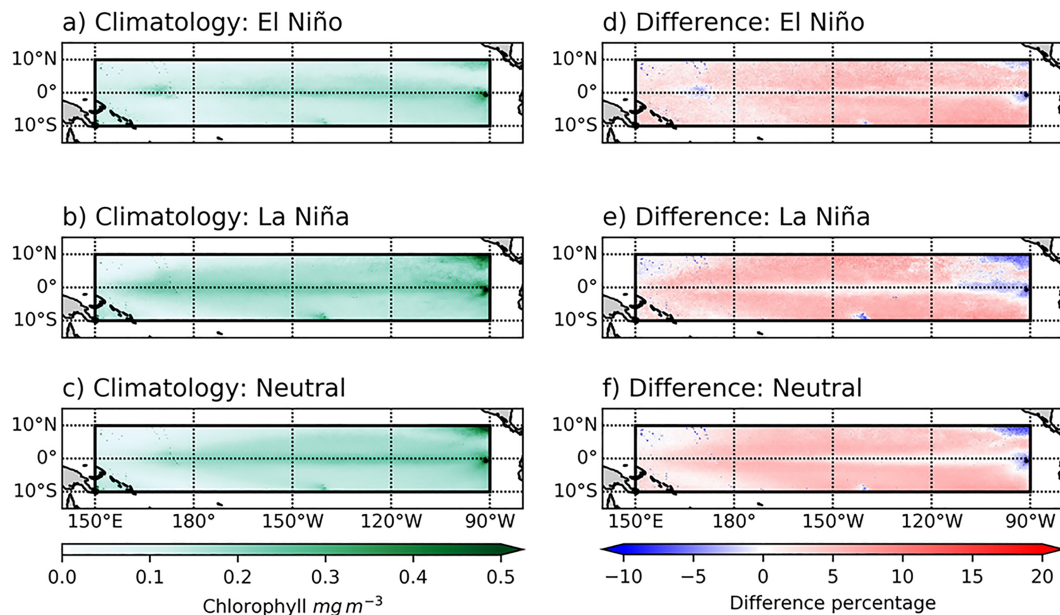 a) Climatology: El Niño
d) Difference: El Niño
10°N
0°
10°S
10°N
0°
10°S
b) Climatology: La Niña
e) Difference: La Niña
10°N
0°
10°S
10°N
0°
10°S
c) Climatology: Neutral
f) Difference: Neutral
10°N
0°
10°S
10°N
0°
10°S
150°E 180° 150°W 120°W 90°W
150°E 180° 150°W 120°W 90°W
0.0 0.1 0.2 0.3 0.4 0.5
−10 −5 0 5 10 15 20
Chlorophyll mg m⁻³
Difference percentage